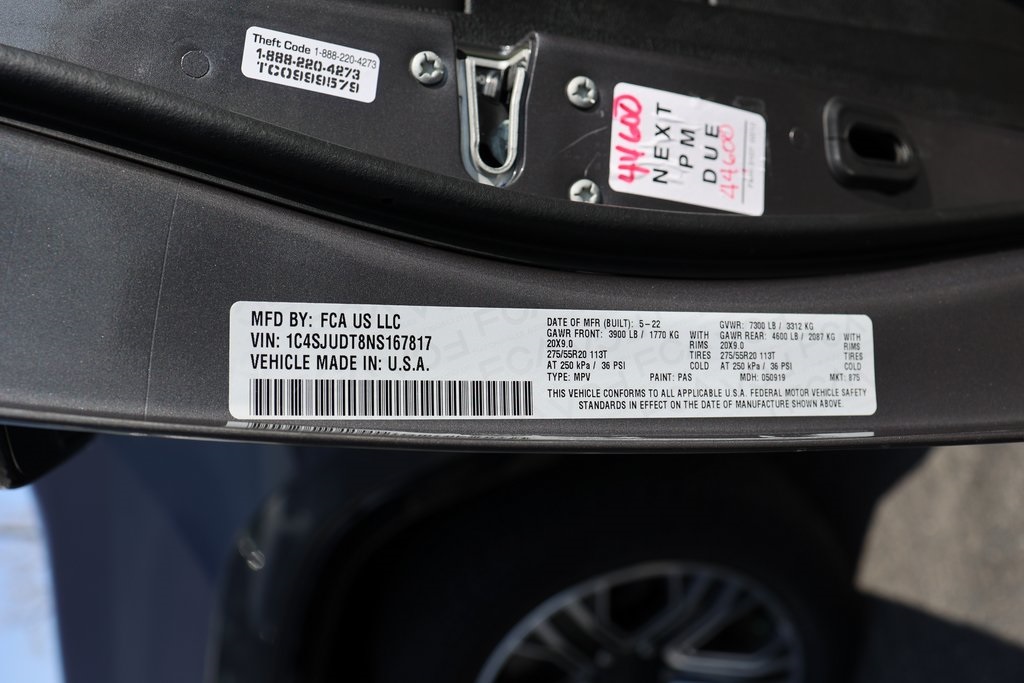 Theft Code 1-888-220-4273
1-888-220-4273
TC0999579
44600
NEXT
PM
DUE
44600
MFD BY: FCA US LLC
VIN: 1C4SJUDT8NS167817
VEHICLE MADE IN: U.S.A.
DATE OF MFR (BUILT): 5-22 GVWR: 7300 LB / 3312 KG
GAWR FRONT: 3900 LB / 1770 KG WITH GAWR REAR: 4600 LB / 2087 KG WITH
20X9.0 RIMS 20X9.0 RIMS
275/55R20 113T TIRES 275/55R20 113T TIRES
AT 250 kPa / 36 PSI COLD AT 250 kPa / 36 PSI COLD
TYPE: MPV PAINT: PAS MDH: 050919 MKT: 875
THIS VEHICLE CONFORMS TO ALL APPLICABLE U.S.A. FEDERAL MOTOR VEHICLE SAFETY
STANDARDS IN EFFECT ON THE DATE OF MANUFACTURE SHOWN ABOVE.